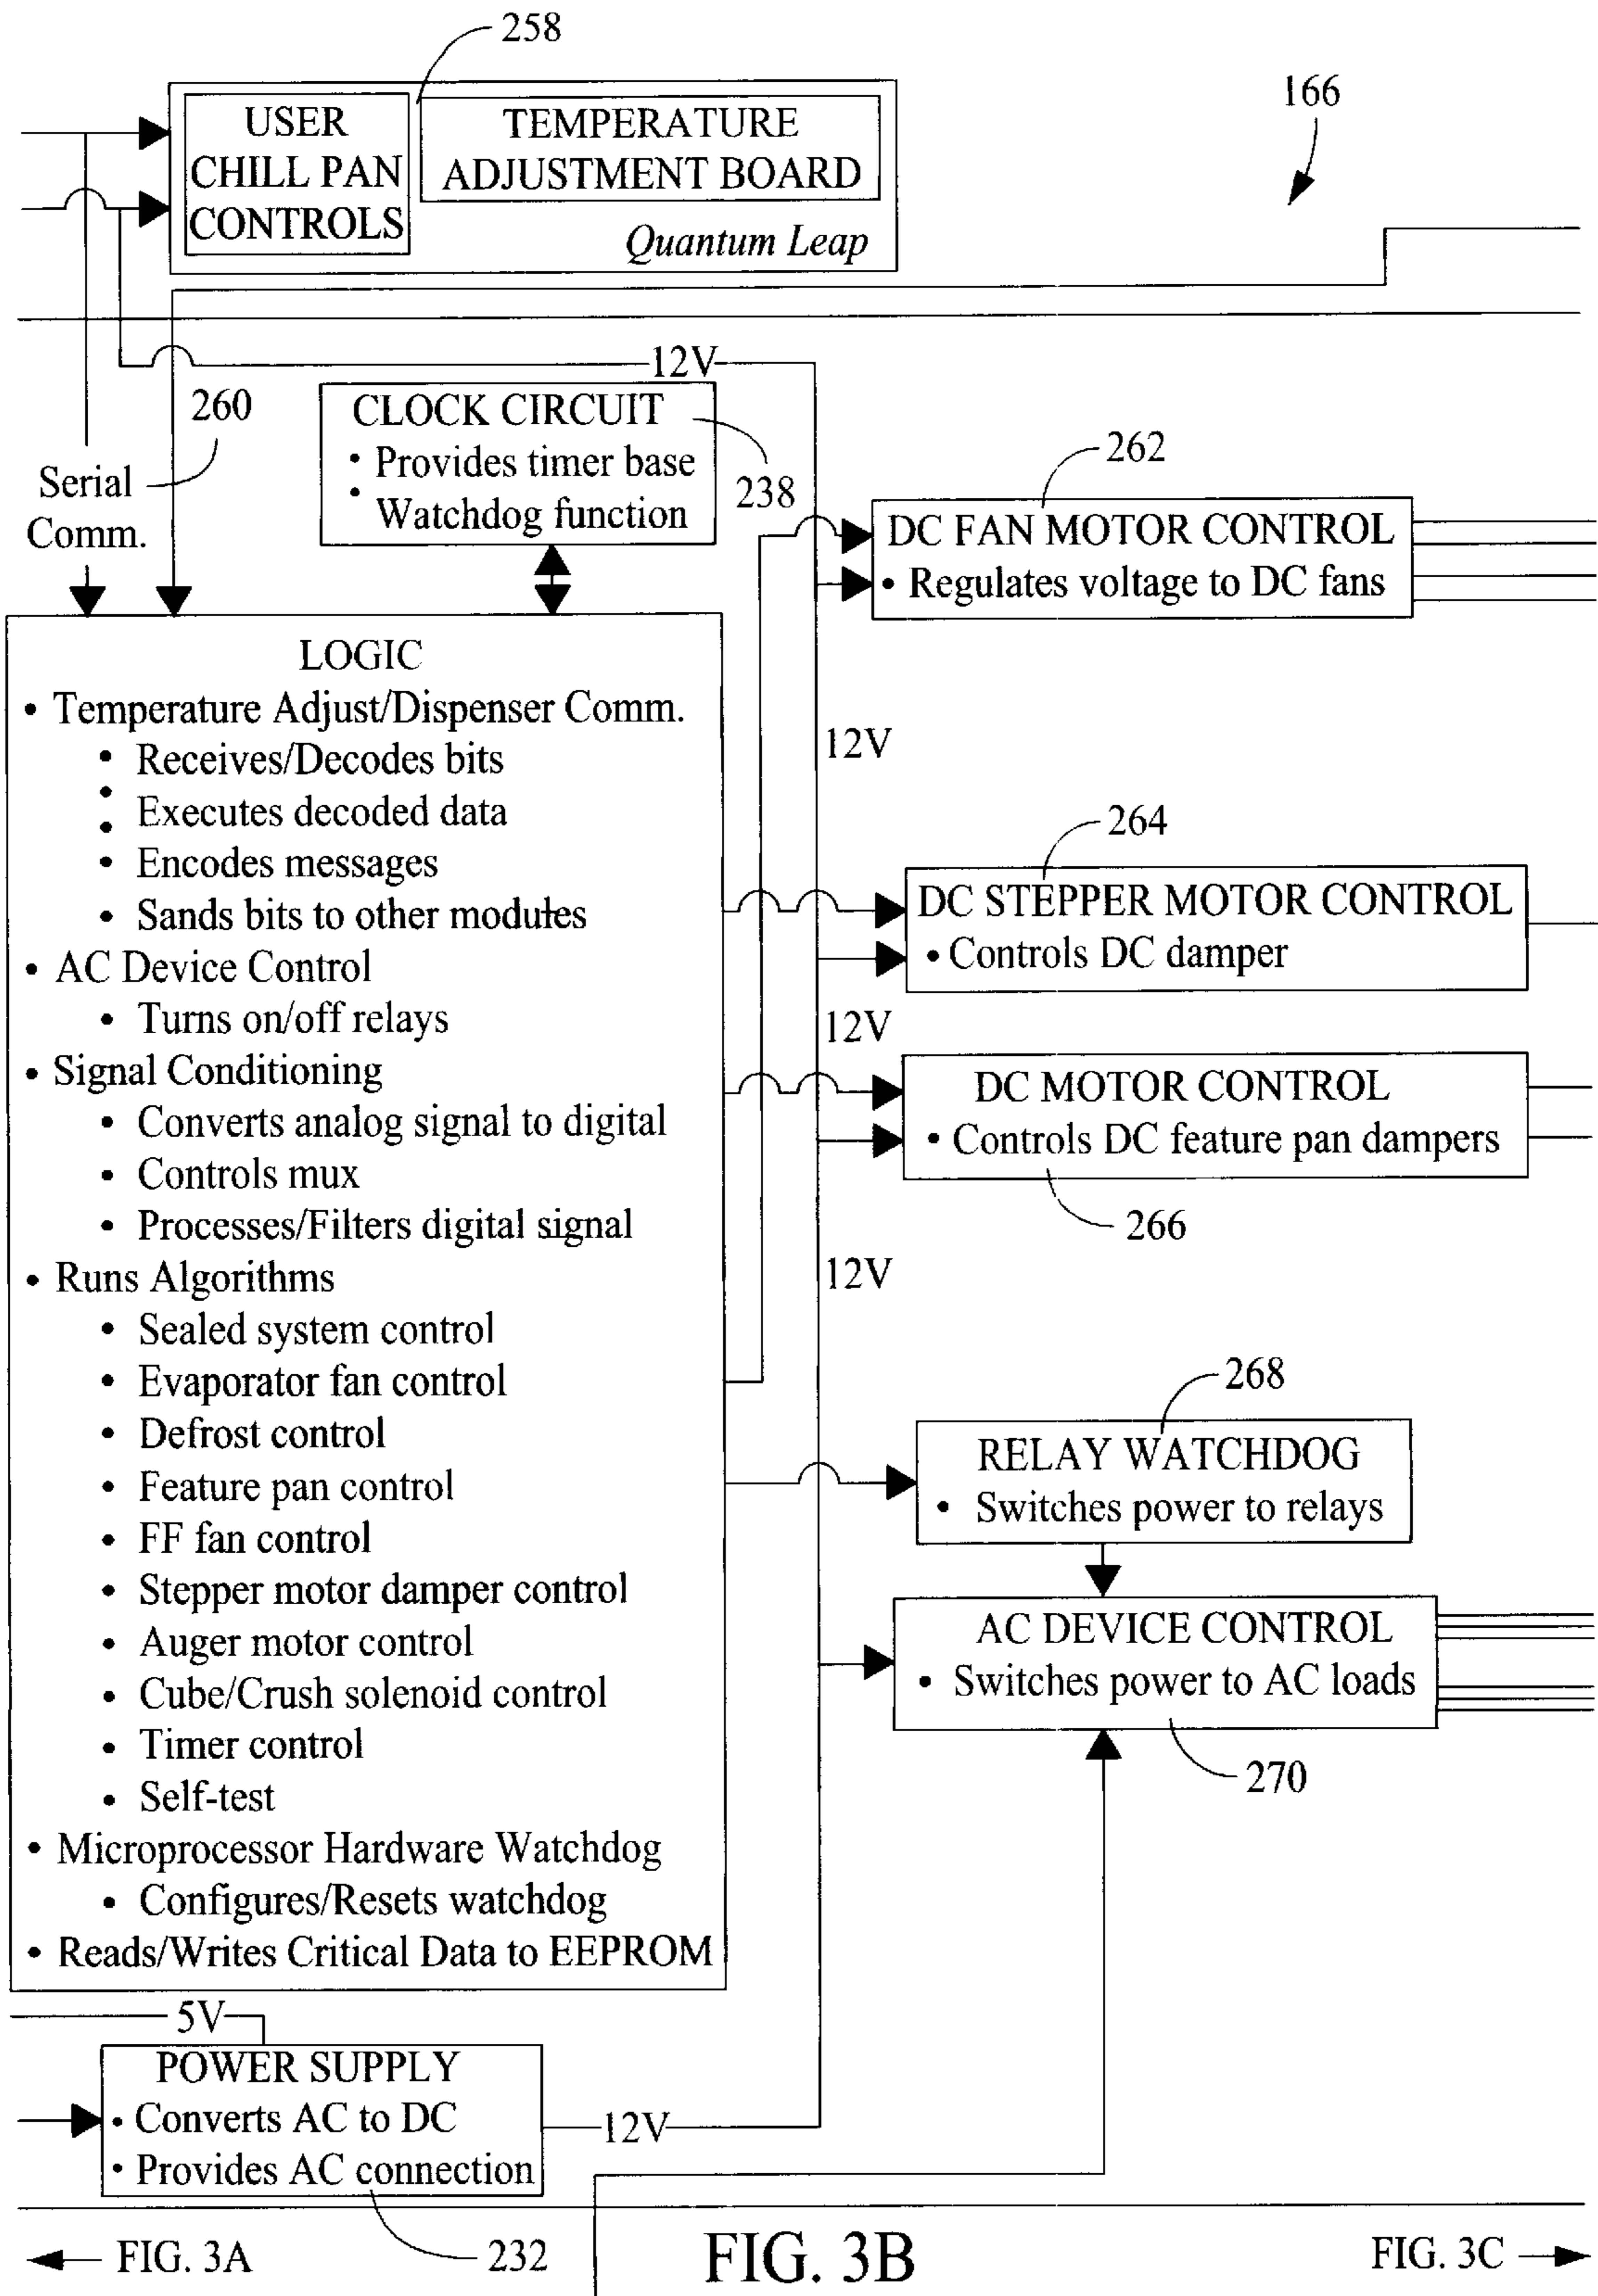 258
166
USER
CHILL PAN
CONTROLS
TEMPERATURE
ADJUSTMENT BOARD
Quantum Leap
12V
260
Serial
Comm.
CLOCK CIRCUIT
• Provides timer base
• Watchdog function
238
262
DC FAN MOTOR CONTROL
• Regulates voltage to DC fans
LOGIC
• Temperature Adjust/Dispenser Comm.
• Receives/Decodes bits
• Executes decoded data
• Encodes messages
• Sands bits to other modules
• AC Device Control
• Turns on/off relays
• Signal Conditioning
• Converts analog signal to digital
• Controls mux
• Processes/Filters digital signal
• Runs Algorithms
• Sealed system control
• Evaporator fan control
• Defrost control
• Feature pan control
• FF fan control
• Stepper motor damper control
• Auger motor control
• Cube/Crush solenoid control
• Timer control
• Self-test
• Microprocessor Hardware Watchdog
• Configures/Resets watchdog
• Reads/Writes Critical Data to EEPROM
12V
264
DC STEPPER MOTOR CONTROL
• Controls DC damper
12V
DC MOTOR CONTROL
• Controls DC feature pan dampers
266
12V
268
RELAY WATCHDOG
• Switches power to relays
AC DEVICE CONTROL
• Switches power to AC loads
270
5V
POWER SUPPLY
• Converts AC to DC
• Provides AC connection
12V
232
FIG. 3A
FIG. 3B
FIG. 3C